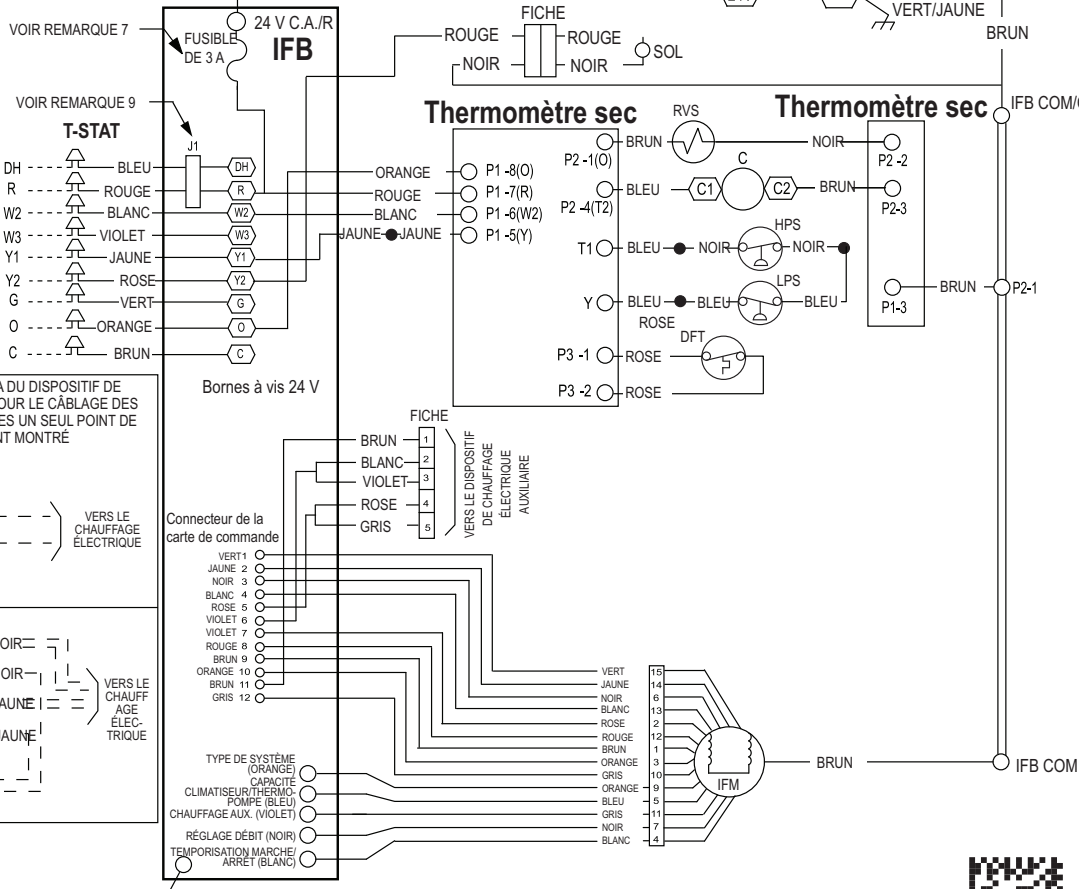 VOIR REMARQUE 7
FUSIBLE
DE 3 A
24 V C.A./R
IFB
FICHE
ROUGE
ROUGE
NOIR
NOIR
SOL
VERT/JAUNE
BRUN
VOIR REMARQUE 9
T-STAT
J1
DH
BLEU
DH
R
ROUGE
R
W2
BLANC
W2
W3
VIOLET
W3
Y1
JAUNE
Y1
Y2
ROSE
Y2
G
VERT
G
O
ORANGE
O
C
BRUN
C
Bornes à vis 24 V
Thermomètre sec
ORANGE
P1 -8(O)
ROUGE
P1 -7(R)
BLANC
P1 -6(W2)
JAUNE
JAUNE
P1 -5(Y)
P2 -1(O)
BRUN
RVS
NOIR
P2 -4(T2)
BLEU
C1
C
C2
BRUN
T1
BLEU
NOIR
HPS
NOIR
Y
BLEU
BLEU
LPS
BLEU
ROSE
P3 -1
ROSE
DFT
P3 -2
ROSE
Thermomètre sec
P2 -2
P2-3
P1-3
BRUN
P2-1
IFB COM/
A DU DISPOSITIF DE
OUR LE CÂBLAGE DES
ES UN SEUL POINT DE
NT MONTRÉ
VERS LE
CHAUFFAGE
ÉLECTRIQUE
OIR
OIR
AUNE
AUNE
VERS LE
CHAUFF
AGE
ÉLEC-
TRIQUE
FICHE
BRUN
1
BLANC
2
VIOLET
3
ROSE
4
GRIS
5
VERS LE DISPOSITIF
DE CHAUFFAGE
ÉLECTRIQUE
AUXILIAIRE
Connecteur de la
carte de commande
VERT1
JAUNE 2
NOIR 3
BLANC 4
ROSE 5
VIOLET 6
VIOLET 7
ROUGE 8
BRUN 9
ORANGE 10
BRUN 11
GRIS 12
TYPE DE SYSTÈME
(ORANGE)
CAPACITÉ
CLIMATISEUR/THERMO-
POMPE (BLEU)
CHAUFFAGE AUX. (VIOLET)
RÉGLAGE DÉBIT (NOIR)
TEMPORISATION MARCHE/
ARRÊT (BLANC)
VERT 15
JAUNE 14
NOIR 6
BLANC 13
ROSE 2
ROUGE 12
BRUN 1
ORANGE 3
GRIS 10
ORANGE 9
BLEU 5
GRIS 11
NOIR 7
BLANC 4
IFM
BRUN
IFB COM